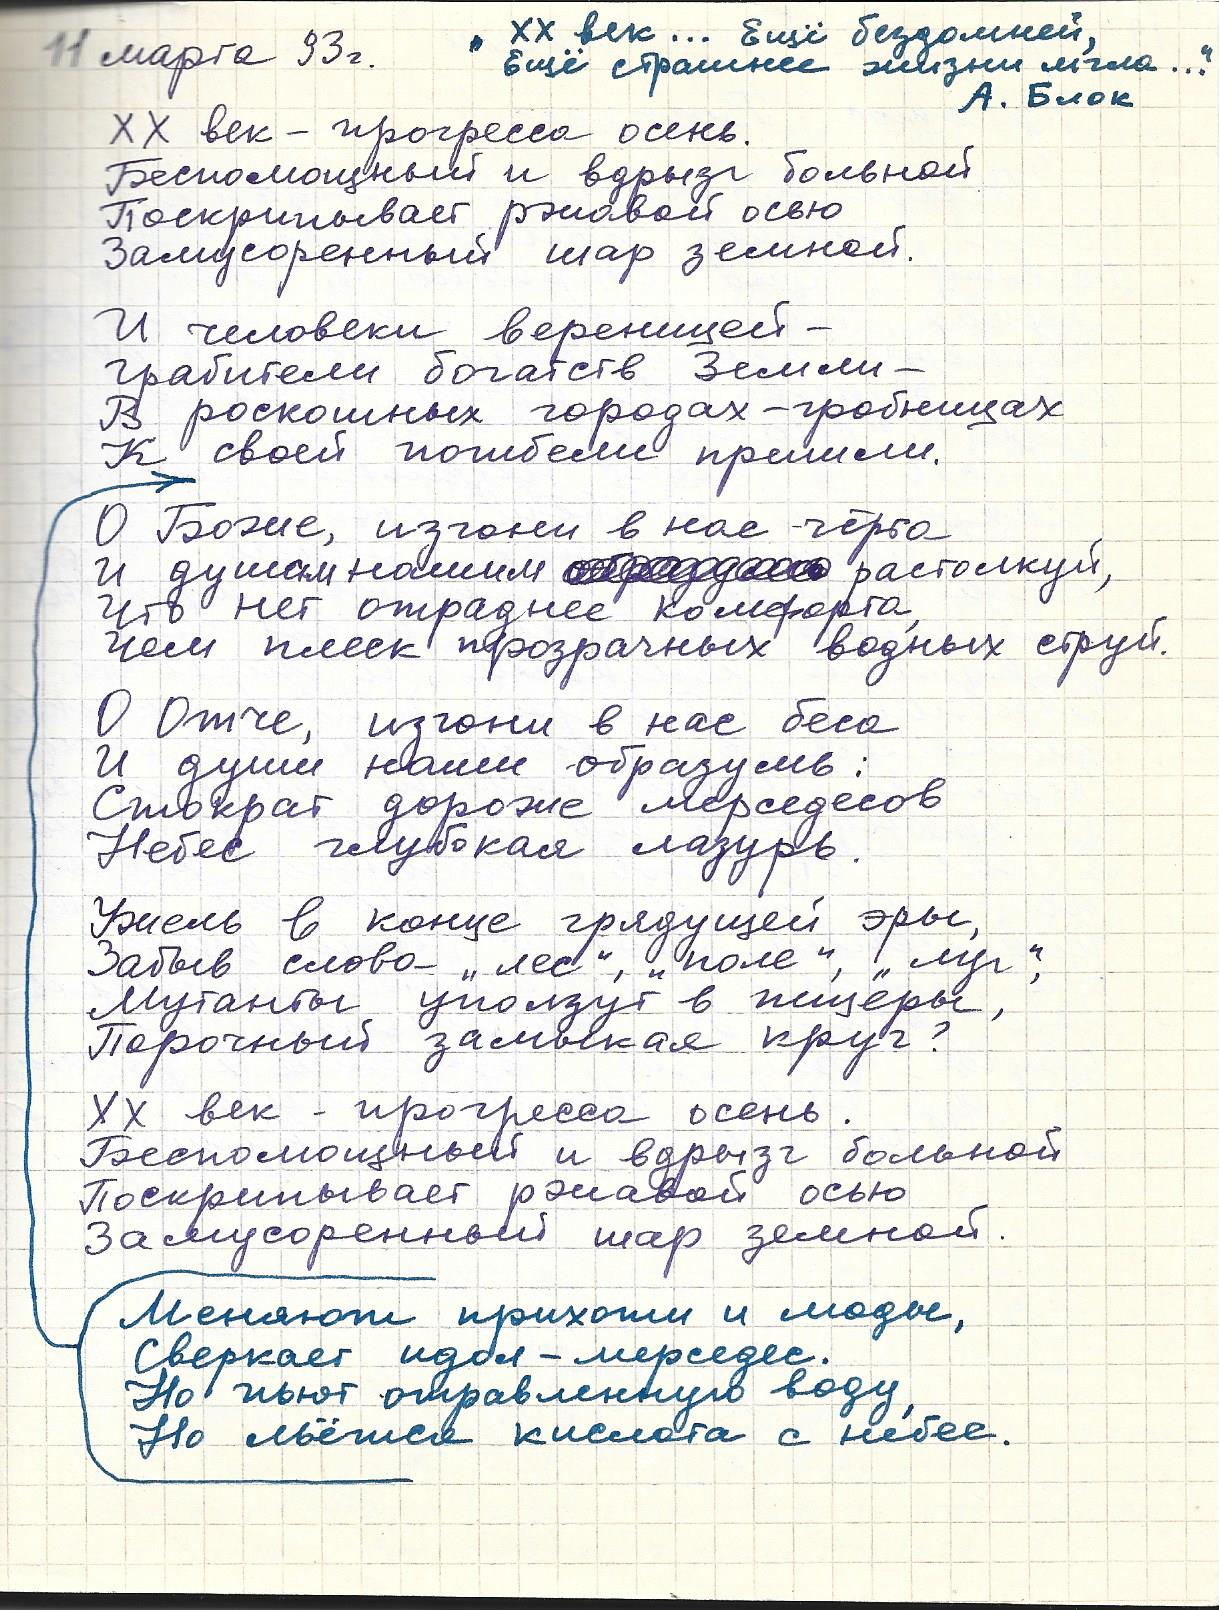 11 марта 93г.
„XX век... Ещё бездомней,
Ещё страшнее жизни мгла..."
А. Блок
XX век – прогресса осень.
Беспомощный и вдрызг больной
Поскрипывает ржавой осью
Замусоренный шар земной.
И человеки вереницей –
Грабители богатств Земли –
В роскошных городах-гробницах
К своей погибели пришли.
О Боже, изгони в нас чёрта
И душам нашим растолкуй,
Что нет отраднее комфорта,
Чем плеск прозрачных водных струй.
О Отче, изгони в нас беса
И души наши образумь:
Стократ дороже мерседесов
Небес глубокая лазурь.
Ужель в конце грядущей эры,
Забыв слова „лес", „поле", „луг",
Мутанты уползут в пещеры,
Порочный замыкая круг?
XX век - прогресса осень.
Беспомощный и вдрызг больной
Поскрипывает ржавой осью
Замусоренный шар земной.
Меняют прихоти и моды,
Сверкает идол-мерседес.
Но пьют отравленную воду,
Но льётся кислота с небес.